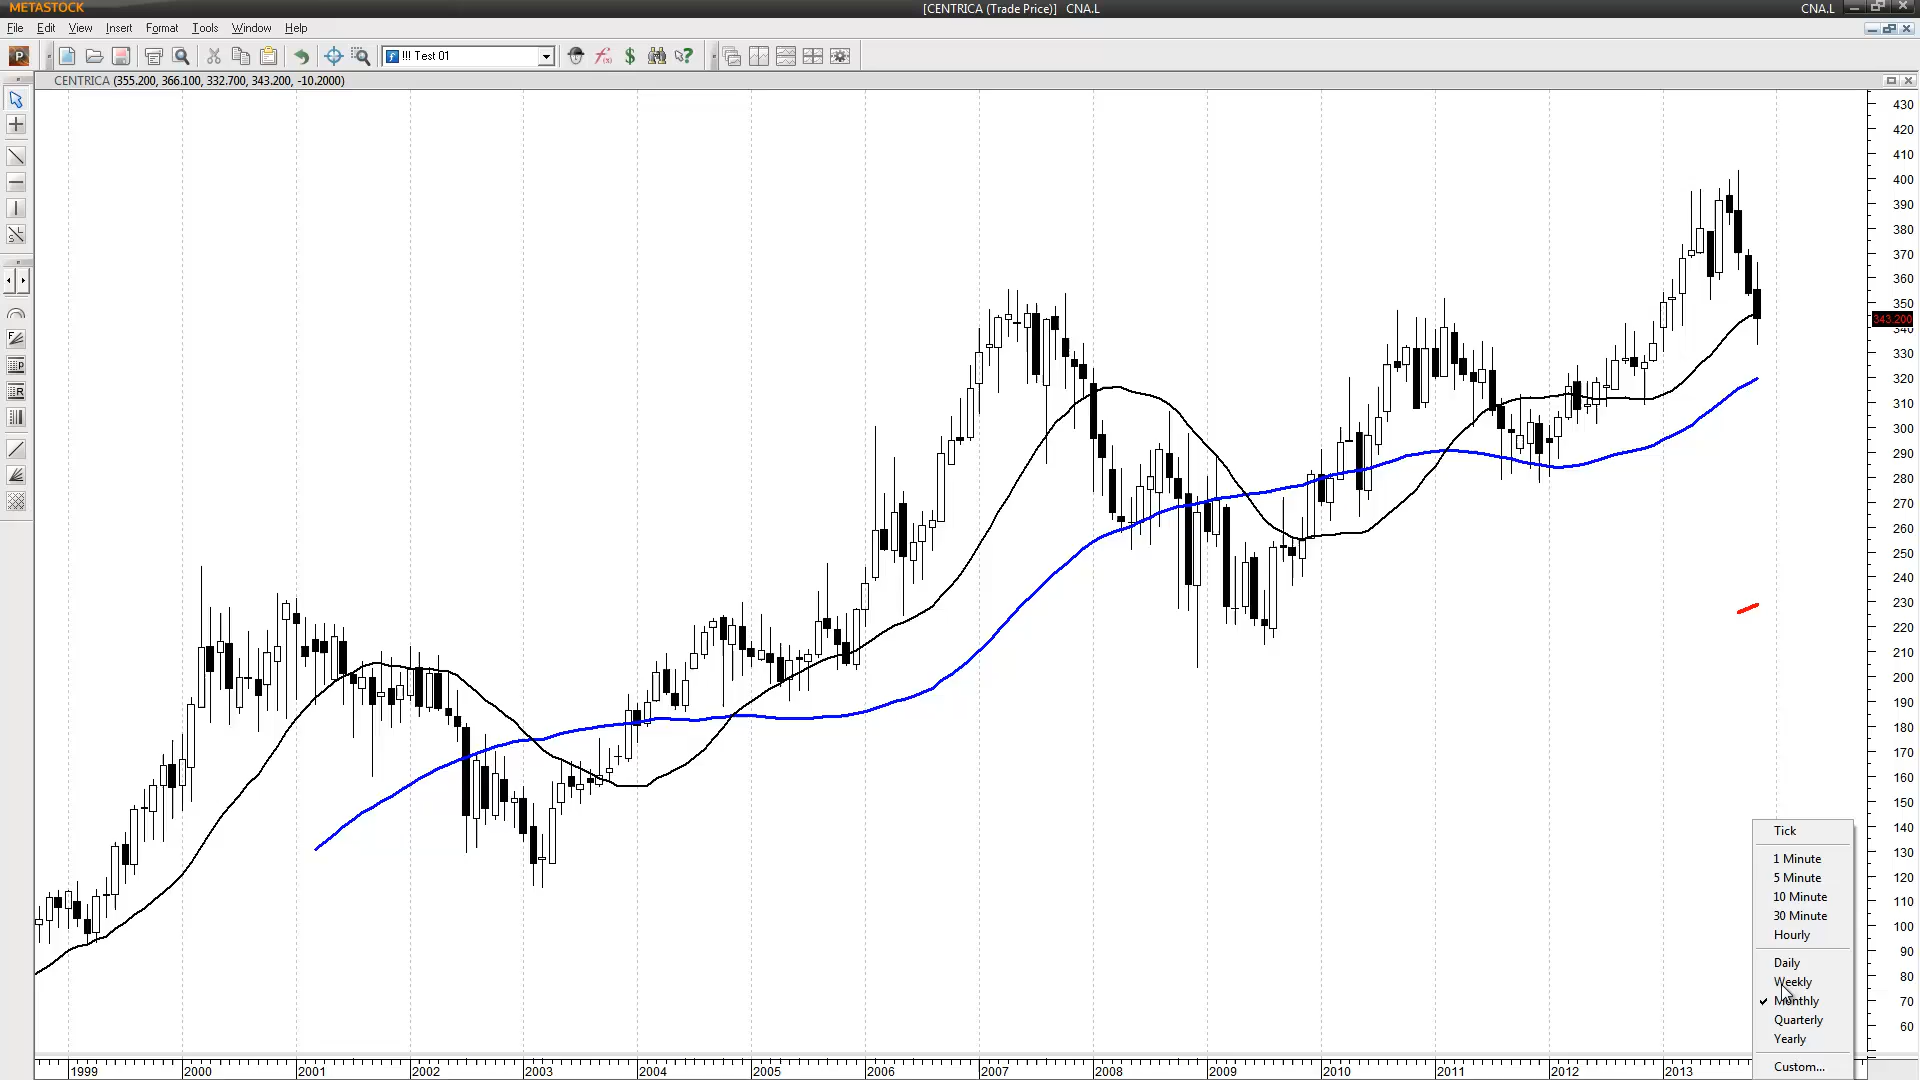 METASTOCK
[CENTRICA (Trade Price)] CNA.L
CNA.L
File Edit View Insert Format Tools Window Help
P
!!! Test 01
CENTRICA (355.200, 366.100, 332.700, 343.200, -10.2000)
430
420
410
400
390
380
370
360
350
343.200
340
330
320
310
300
290
280
270
260
250
240
230
220
210
200
190
180
170
160
150
140
130
120
110
100
90
80
70
60
Tick
1 Minute
5 Minute
10 Minute
30 Minute
Hourly
Daily
Weekly
Monthly
Quarterly
Yearly
Custom...
1999 2000 2001 2002 2003 2004 2005 2006 2007 2008 2009 2010 2011 2012 2013